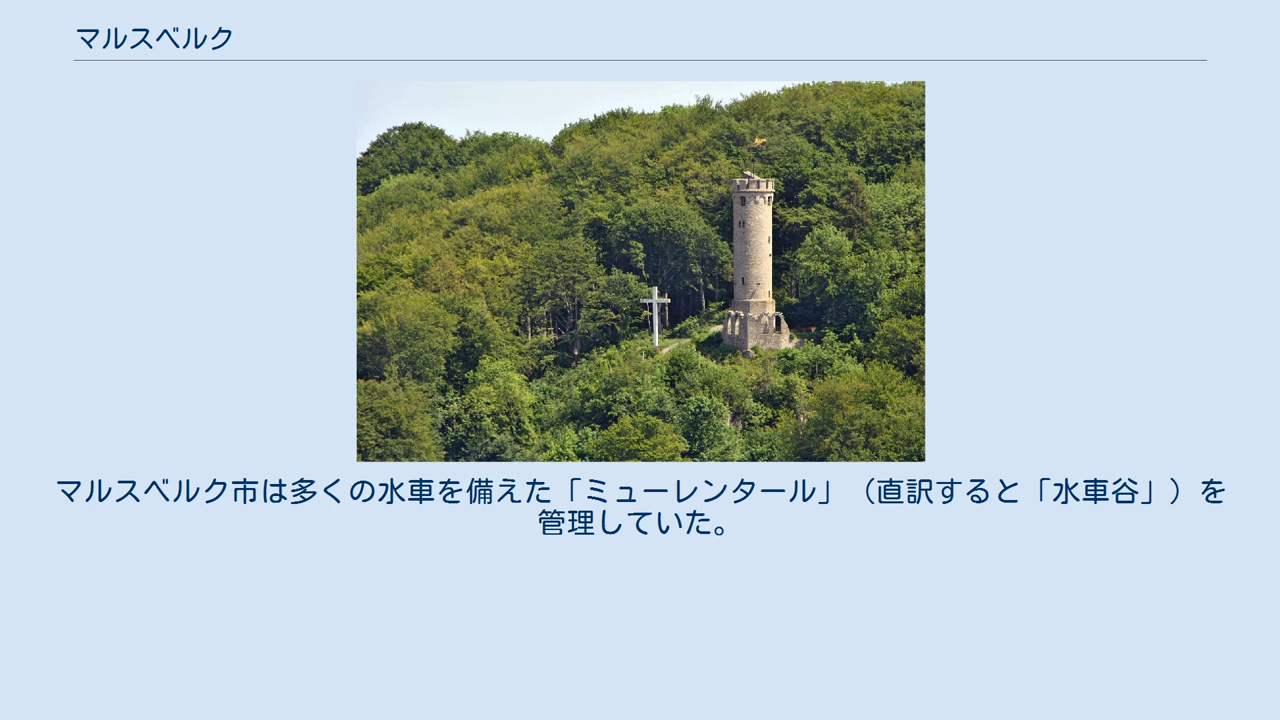 マルスベルク
マルスベルク市は多くの水車を備えた「ミューレンタール」（直訳すると「水車谷」）を
管理していた。